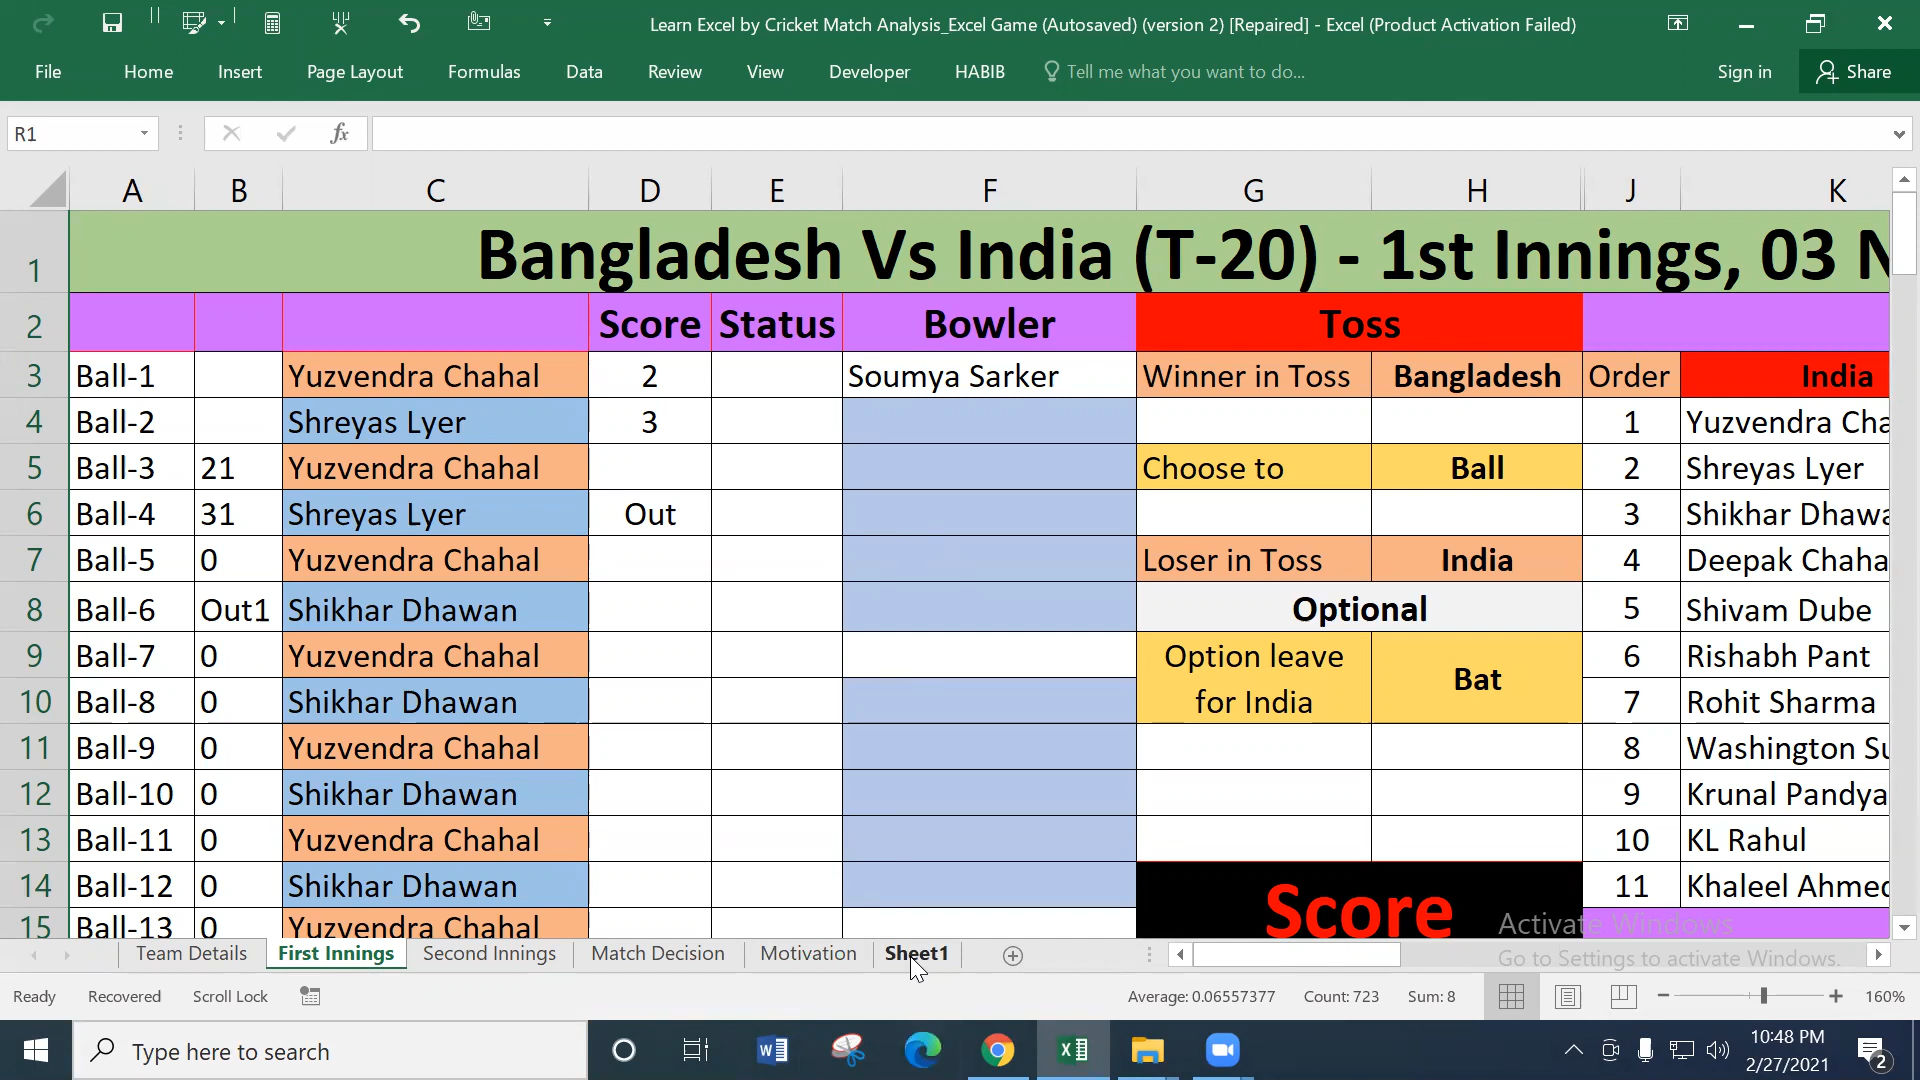 Learn Excel by Cricket Match Analysis_Excel Game (Autosaved) (version 2) [Repaired] - Excel (Product Activation Failed)
File Home Insert Page Layout Formulas Data Review View Developer HABIB Tell me what you want to do... Sign in Share
R1 fx
A B C D E F G H J K
1 Bangladesh Vs India (T-20) - 1st Innings, 03 N
2 Score Status Bowler Toss
3 Ball-1 Yuzvendra Chahal 2 Soumya Sarker Winner in Toss Bangladesh Order India
4 Ball-2 Shreyas Lyer 3 1 Yuzvendra Cha
5 Ball-3 21 Yuzvendra Chahal Choose to Ball 2 Shreyas Lyer
6 Ball-4 31 Shreyas Lyer Out 3 Shikhar Dhawa
7 Ball-5 0 Yuzvendra Chahal Loser in Toss India 4 Deepak Chaha
8 Ball-6 Out1 Shikhar Dhawan Optional 5 Shivam Dube
9 Ball-7 0 Yuzvendra Chahal Option leave for India Bat 6 Rishabh Pant
10 Ball-8 0 Shikhar Dhawan 7 Rohit Sharma
11 Ball-9 0 Yuzvendra Chahal 8 Washington Su
12 Ball-10 0 Shikhar Dhawan 9 Krunal Pandya
13 Ball-11 0 Yuzvendra Chahal 10 KL Rahul
14 Ball-12 0 Shikhar Dhawan Score 11 Khaleel Ahmed
15 Ball-13 0 Yuzvendra Chahal
Activate Windows
Go to Settings to activate Windows.
Team Details First Innings Second Innings Match Decision Motivation Sheet1
Ready Recovered Scroll Lock Average: 0.06557377 Count: 723 Sum: 8 160%
Type here to search 10:48 PM
2/27/2021 2